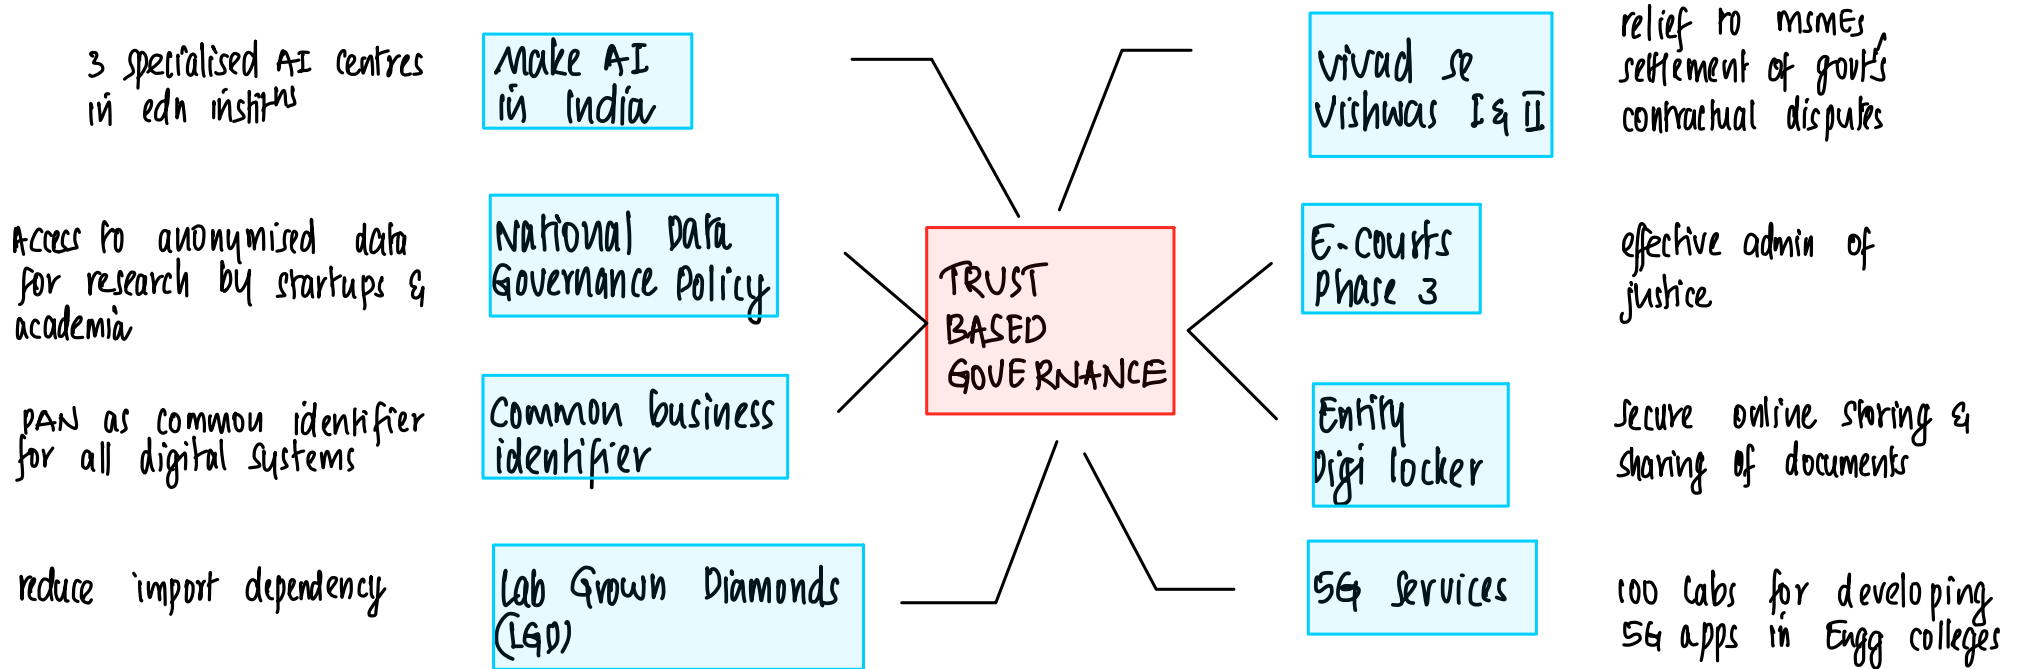 3 specialised AI centres
in edn instiths
Make AI
in India
Access to anonymised data
for research by startups &
academia
National Data
Governance Policy
PAN as common identifier
for all digital systems
Common business
identifier
reduce import dependency
Lab Grown Diamonds
(LGD)
TRUST
BASED
GOVERNANCE
Vivad se
Vishwas I & II
relief to MSMEs,
settlement of govt's
contractual disputes
E-Courts
Phase 3
effective admin of
justice
Entity
Digi locker
secure online storing &
sharing of documents
5G Services
100 Labs for developing
5G apps in Engg colleges